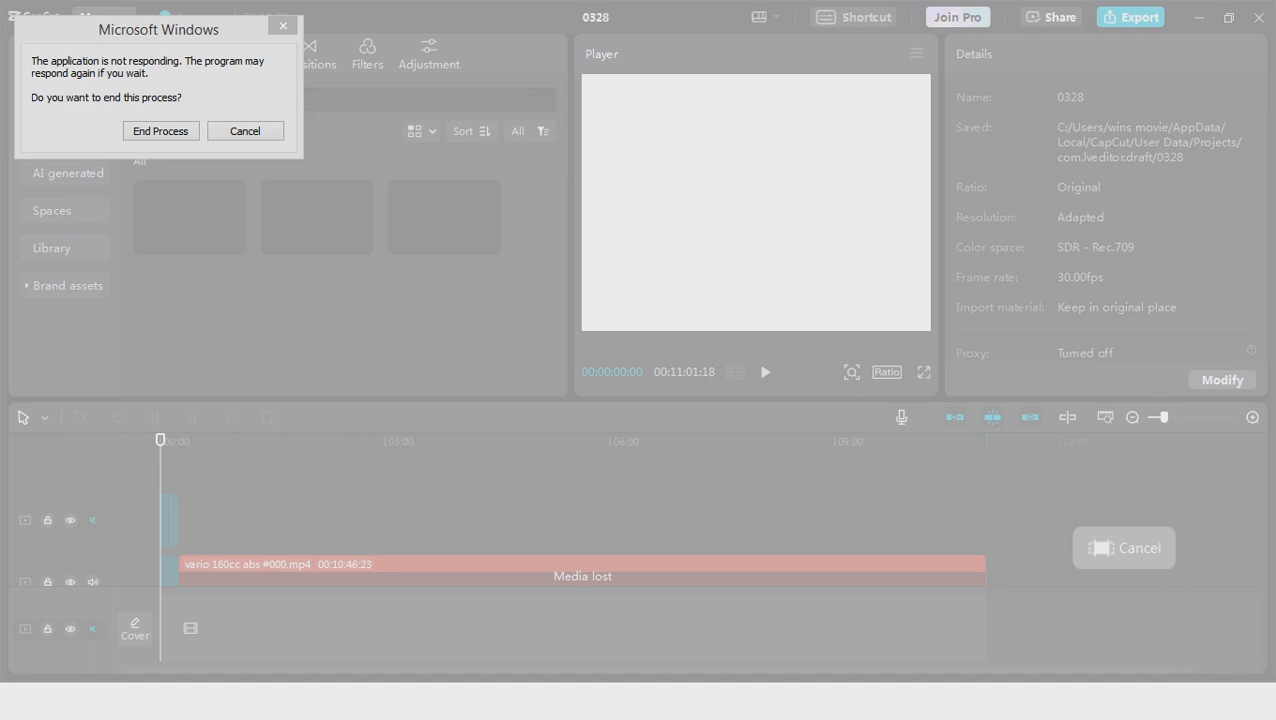 Microsoft Windows
The application is not responding. The program may
respond again if you wait.
Do you want to end this process?
End Process
Cancel
0328
Shortcut
Join Pro
Share
Export
sitions
Filters
Adjustment
Sort
All
All
AI generated
Spaces
Library
Brand assets
Player
00:00:00:00
00:11:01:18
Ratio
Details
Name:
0328
Saved:
C:/Users/wins movie/AppData/
Local/CapCut/User Data/Projects/
com.lveditor.draft/0328
Ratio:
Original
Resolution:
Adapted
Color space:
SDR - Rec.709
Frame rate:
30.00fps
Import material:
Keep in original place
Proxy:
Turned off
Modify
00:00
03:00
06:00
09:00
12:00
vario 160cc abs #000.mp4 00:10:46:23
Media lost
Cancel
Cover